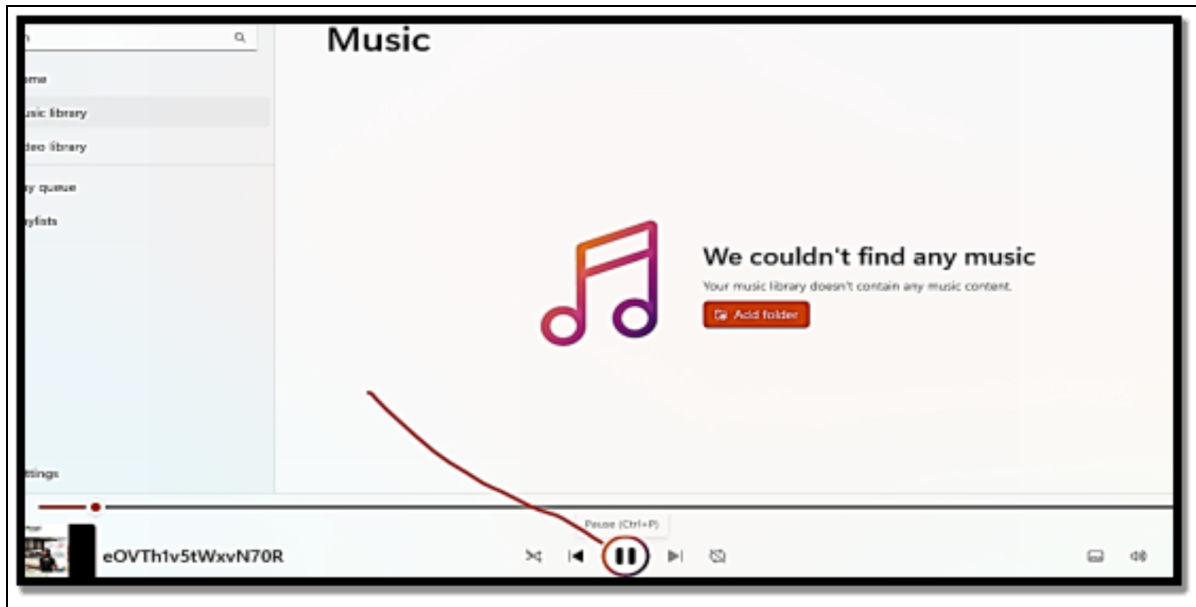 Music
ome
usic library
deo library
y queue
ylists
We couldn't find any music
Your music library doesn't contain any music content.
Add folder
ttings
Pause (Ctrl+P)
eOVTh1v5tWxvN70R